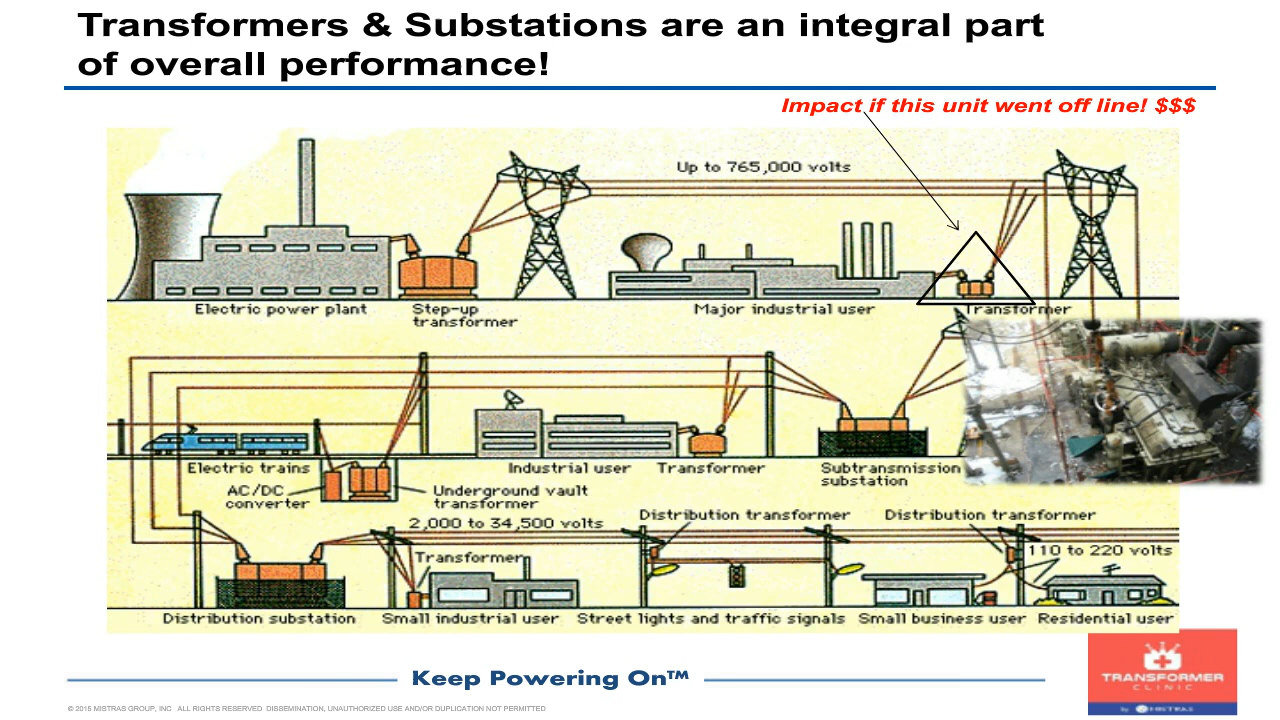 Transformers & Substations are an integral part
of overall performance!
Impact if this unit went off line! $$$
Up to 765,000 volts
Electric power plant
Step-up
transformer
Major industrial user
Transformer
Electric trains
Industrial user
Transformer
Subtransmission
substation
AC/DC
converter
Underground vault
transformer
2,000 to 34,500 volts
Distribution transformer
Distribution transformer
110 to 220 volts
Transformer
Distribution substation
Small industrial user
Street lights and traffic signals
Small business user
Residential user
Keep Powering On™
TRANSFORMER
CLINIC
by MISTRAS
© 2015 MISTRAS GROUP, INC ALL RIGHTS RESERVED DISSEMINATION, UNAUTHORIZED USE AND/OR DUPLICATION NOT PERMITTED